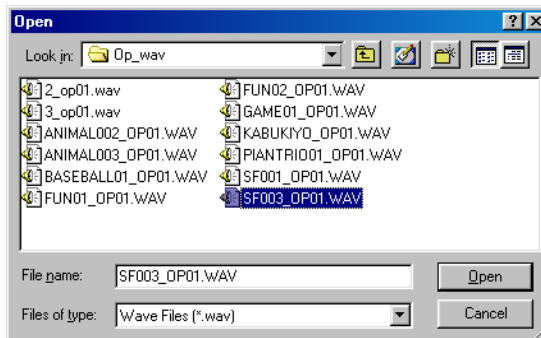 Open
Look in: Op_wav
2_op01.wav
3_op01.wav
ANIMAL002_OP01.WAV
ANIMAL003_OP01.WAV
BASEBALL01_OP01.WAV
FUN01_OP01.WAV
FUN02_OP01.WAV
GAME01_OP01.WAV
KABUKIYO_OP01.WAV
PIANTRIO01_OP01.WAV
SF001_OP01.WAV
SF003_OP01.WAV
File name: SF003_OP01.WAV
Open
Files of type: Wave Files (*.wav)
Cancel